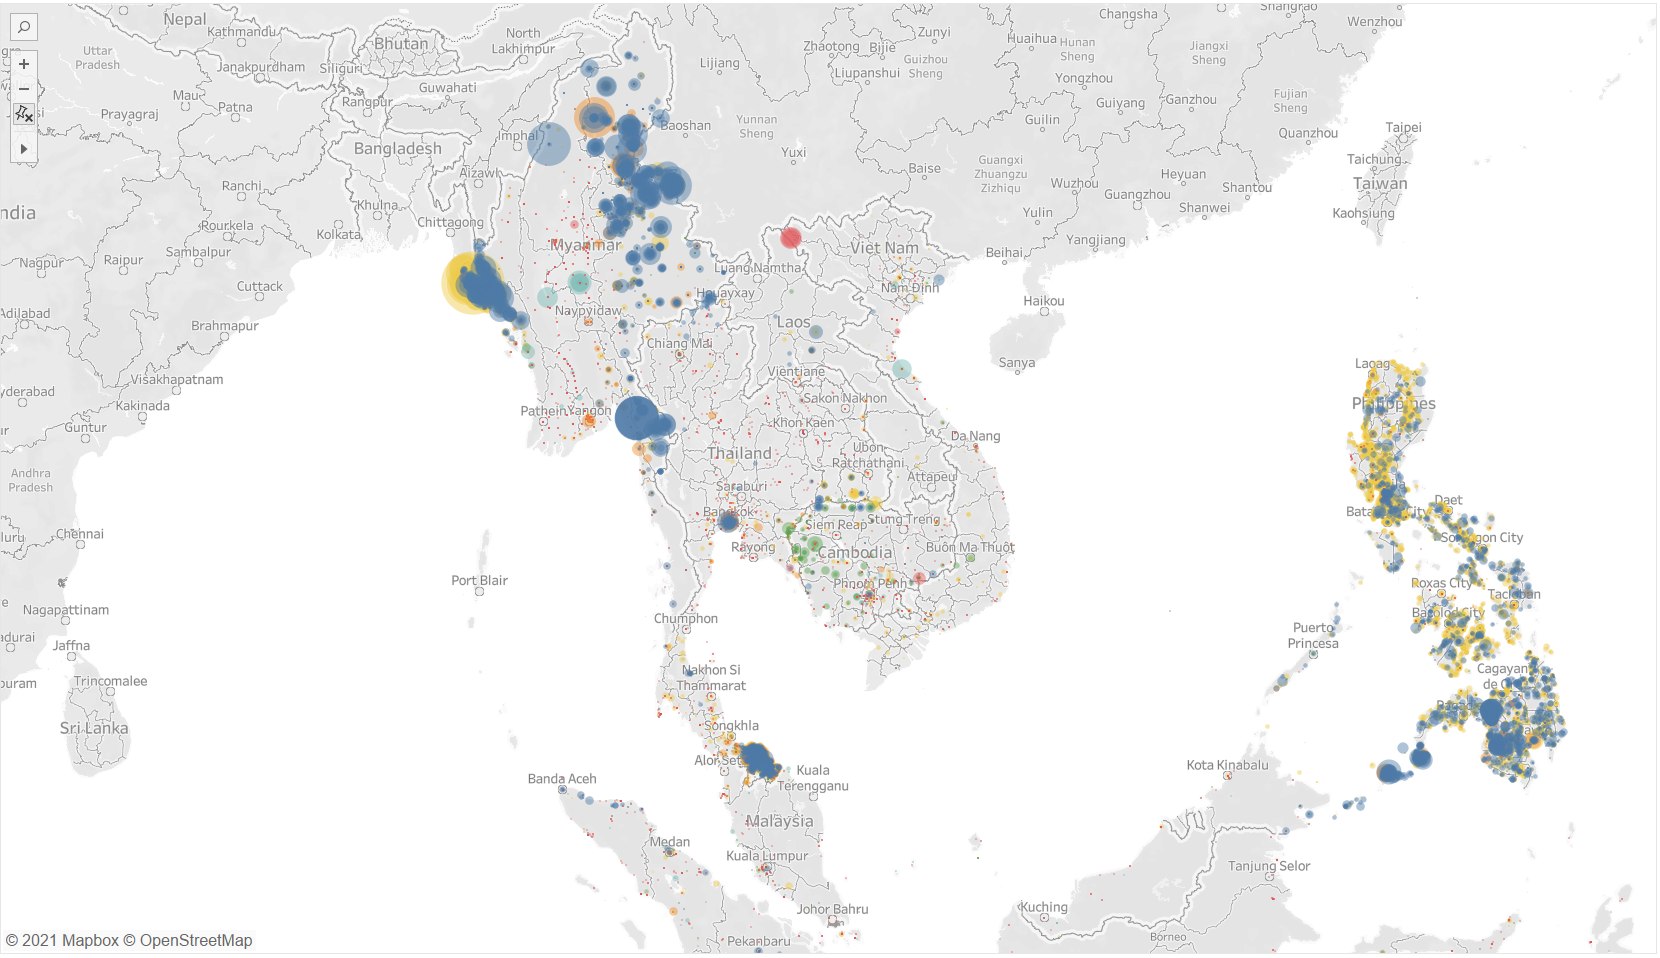 Nepal
Kathmandu
Bhutan
North
Lakhimpur
Uttar
Pradesh
Janakpurdham
Siliguri
Guwahati
Mau
Patna
Rangpur
Prayagraj
Imphal
Bangladesh
Aizawl
Ranchi
Khulna
Chittagong
Rourkela
Kolkata
ndia
Sambalpur
Nagpur
Raipur
Cuttack
Adilabad
Brahmapur
Visakhapatnam
yderabad
Kakinada
Guntur
Andhra
Pradesh
Chennai
luru
Nagapattinam
adurai
Jaffna
Trincomalee
puram
Sri Lanka
Port Blair
Lijiang
Zhaotong
Bijie
Zunyi
Liupanshui
Guizhou
Sheng
Changsha
Shangrao
Wenzhou
Huaihua
Hunan
Sheng
Jiangxi
Sheng
Yongzhou
Guiyang
Ganzhou
Fujian
Sheng
Guilin
Quanzhou
Baoshan
Yunnan
Sheng
Yuxi
Baise
Guangxi
Zhuangzu
Zizhiqu
Wuzhou
Heyuan
Guangzhou
Shantou
Shanwei
Yulin
Yangjiang
Beihai
Haikou
Sanya
Taipei
Taichung
Taiwan
Kaohsiung
Myanmar
Naypyidaw
Pathein
Yangon
Viet Nam
Luang Namtha
Nam Định
Houayxay
Laos
Chiang Mai
Vientiane
Sakon Nakhon
Khon Kaen
Da Nang
Thailand
Ubon
Ratchathani
Attapeu
Saraburi
Bangkok
Siem Reap
Stung Treng
Rayong
Cambodia
Buôn Ma Thuột
Phnom Penh
Chumphon
Nakhon Si
Thammarat
Songkhla
Alor Set
Kuala
Terengganu
Banda Aceh
Malaysia
Medan
Kuala Lumpur
Johor Bahru
Pekanbaru
Kuching
Borneo
Tanjung Selor
Kota Kinabalu
Puerto
Princesa
Laoag
Philippines
Daet
City
Sorsogon City
Roxas City
Tacloban
Bacolod City
Cagayan
de
© 2021 Mapbox © OpenStreetMap